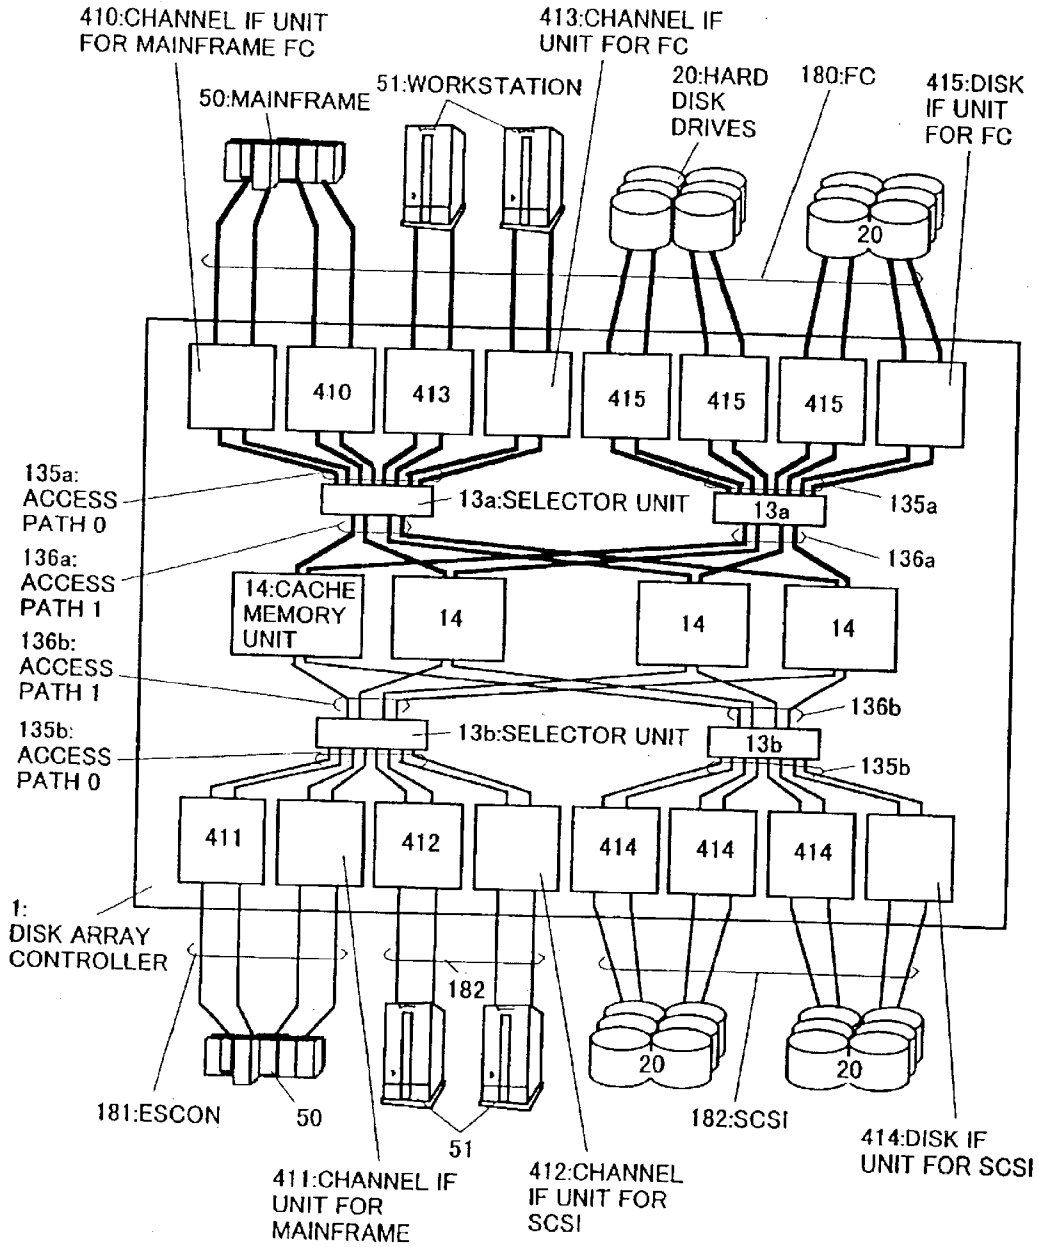 410:CHANNEL IF UNIT
FOR MAINFRAME FC
413:CHANNEL IF
UNIT FOR FC
50:MAINFRAME
51:WORKSTATION
20:HARD
DISK
DRIVES
180:FC
415:DISK
IF UNIT
FOR FC
20
410
413
415
415
415
135a:
ACCESS
PATH 0
13a:SELECTOR UNIT
13a
135a
136a:
ACCESS
PATH 1
136a
14:CACHE
MEMORY
UNIT
14
14
14
136b:
ACCESS
PATH 1
136b
135b:
ACCESS
PATH 0
13b:SELECTOR UNIT
13b
135b
411
412
414
414
414
1:
DISK ARRAY
CONTROLLER
182
20
20
181:ESCON
50
51
182:SCSI
411:CHANNEL IF
UNIT FOR
MAINFRAME
412:CHANNEL
IF UNIT FOR
SCSI
414:DISK IF
UNIT FOR SCSI